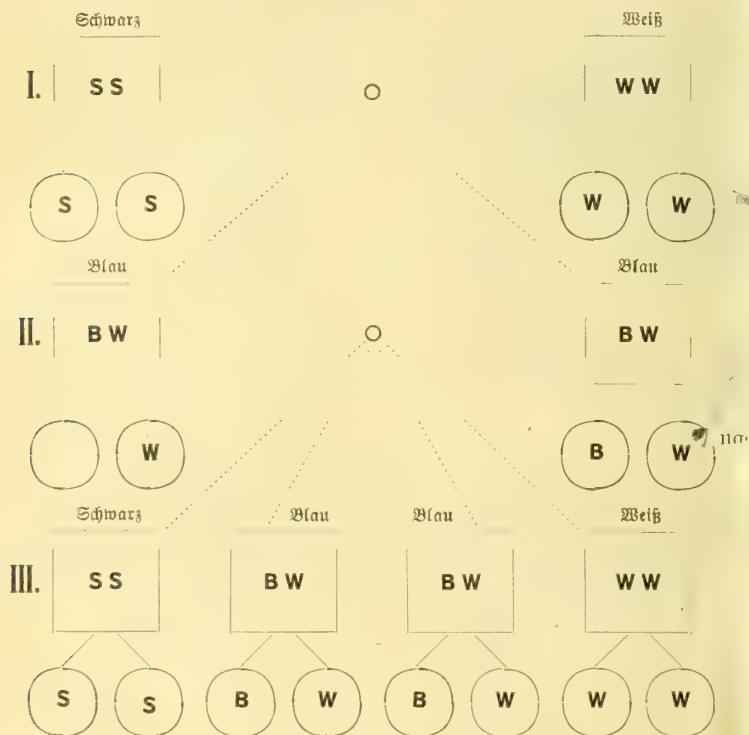 Schwarz Weiß
I. S S W W
S S W W
Blau Blau
II. B W B W
W B W
Schwarz Blau Blau Weiß
III. S S B W B W W W
S S B W B W W W